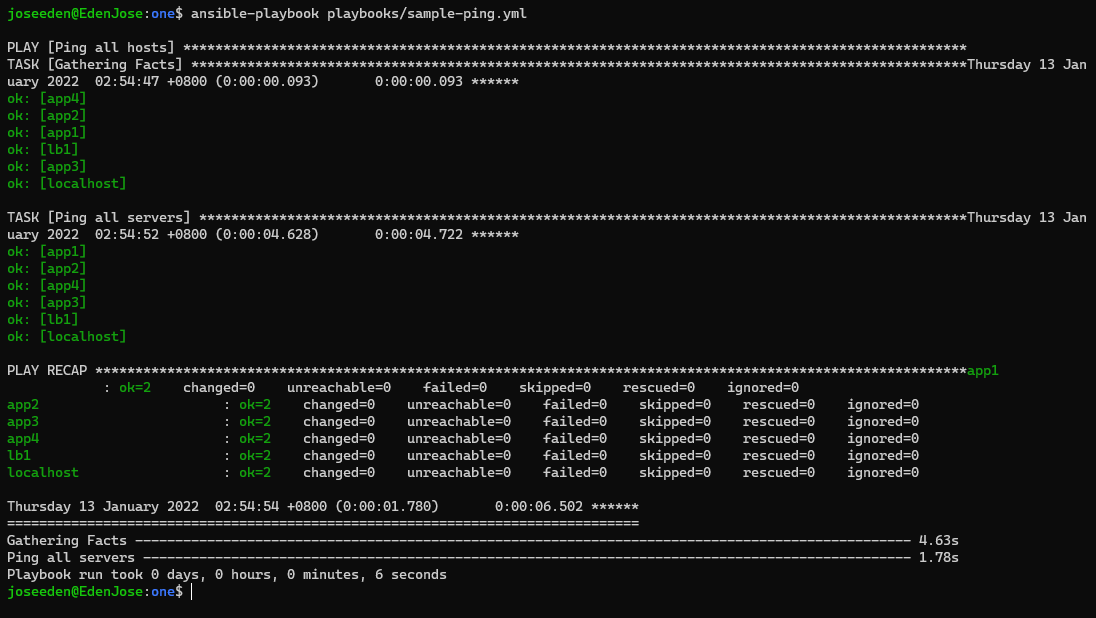 joseeden@EdenJose:one$ ansible-playbook playbooks/sample-ping.yml
PLAY [Ping all hosts] **************************************************************************************************
TASK [Gathering Facts] *************************************************************************************************Thursday 13 Jan
uary 2022  02:54:47 +0800 (0:00:00.093)       0:00:00.093 ******
ok: [app4]
ok: [app2]
ok: [app1]
ok: [lb1]
ok: [app3]
ok: [localhost]
TASK [Ping all servers] ************************************************************************************************Thursday 13 Jan
uary 2022  02:54:52 +0800 (0:00:04.628)       0:00:04.722 ******
ok: [app1]
ok: [app2]
ok: [app4]
ok: [app3]
ok: [lb1]
ok: [localhost]
PLAY RECAP *************************************************************************************************************app1
            : ok=2    changed=0    unreachable=0    failed=0    skipped=0    rescued=0    ignored=0
app2                       : ok=2    changed=0    unreachable=0    failed=0    skipped=0    rescued=0    ignored=0
app3                       : ok=2    changed=0    unreachable=0    failed=0    skipped=0    rescued=0    ignored=0
app4                       : ok=2    changed=0    unreachable=0    failed=0    skipped=0    rescued=0    ignored=0
lb1                        : ok=2    changed=0    unreachable=0    failed=0    skipped=0    rescued=0    ignored=0
localhost                  : ok=2    changed=0    unreachable=0    failed=0    skipped=0    rescued=0    ignored=0
Thursday 13 January 2022  02:54:54 +0800 (0:00:01.780)       0:00:06.502 ******
===============================================================================
Gathering Facts ------------------------------------------------------------------------------------------------- 4.63s
Ping all servers ------------------------------------------------------------------------------------------------ 1.78s
Playbook run took 0 days, 0 hours, 0 minutes, 6 seconds
joseeden@EdenJose:one$